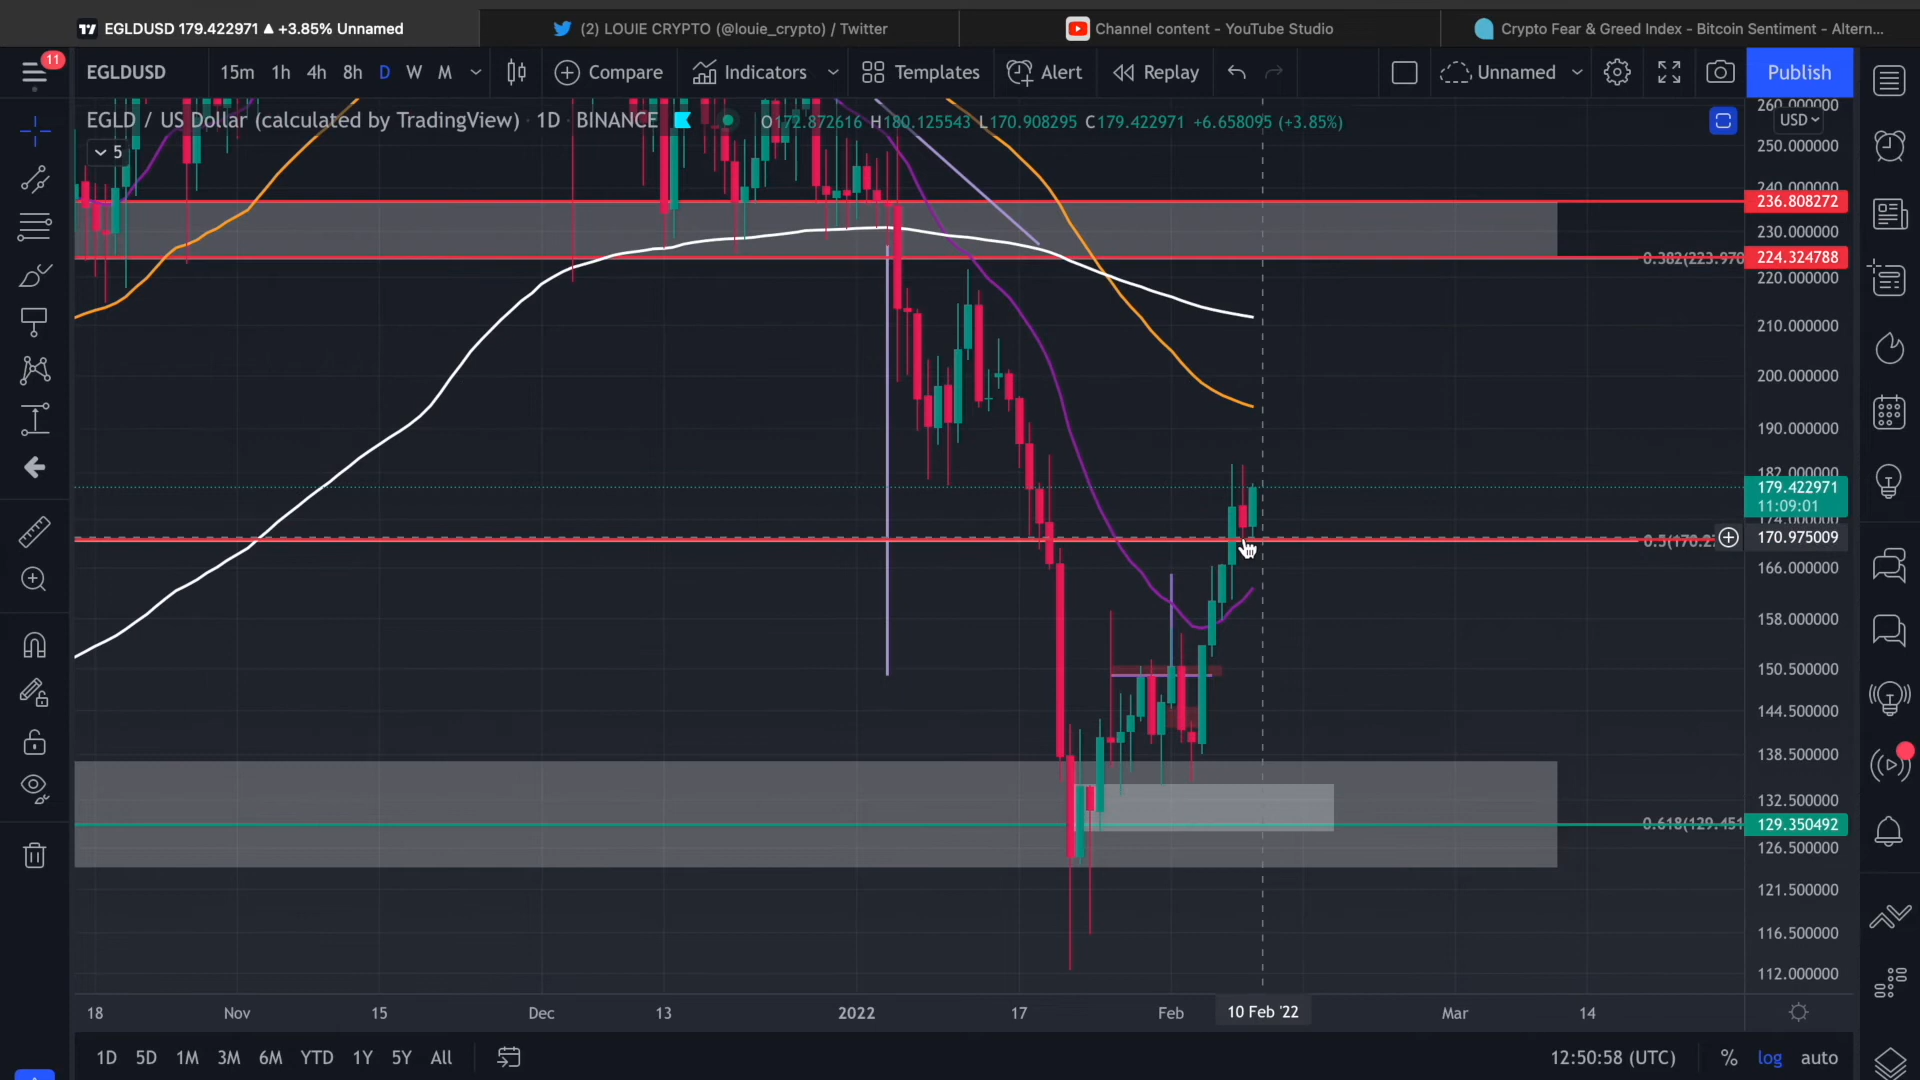 EGLDUSD 179.422971 ▲ +3.85% Unnamed
(2) LOUIE CRYPTO (@louie_crypto) / Twitter
Channel content - YouTube Studio
Crypto Fear & Greed Index - Bitcoin Sentiment - Altern...
11
EGLDUSD
15m 1h 4h 8h D W M
Compare
Indicators
Templates
Alert
Replay
Unnamed
Publish
EGLD / US Dollar (calculated by TradingView) · 1D · BINANCE
O172.872616 H180.125543 L170.908295 C179.422971 +6.658095 (+3.85%)
5
260.000000
USD
250.000000
240.000000
236.808272
230.000000
0.382(223.970
224.324788
220.000000
210.000000
200.000000
190.000000
182.000000
179.422971
11:09:01
174.000000
0.5(170.2
170.975009
166.000000
158.000000
150.500000
144.500000
138.500000
132.500000
0.618(129.451
129.350492
126.500000
121.500000
116.500000
112.000000
18 Nov 15 Dec 13 2022 17 Feb 10 Feb '22 Mar 14
1D 5D 1M 3M 6M YTD 1Y 5Y All
12:50:58 (UTC) % log auto